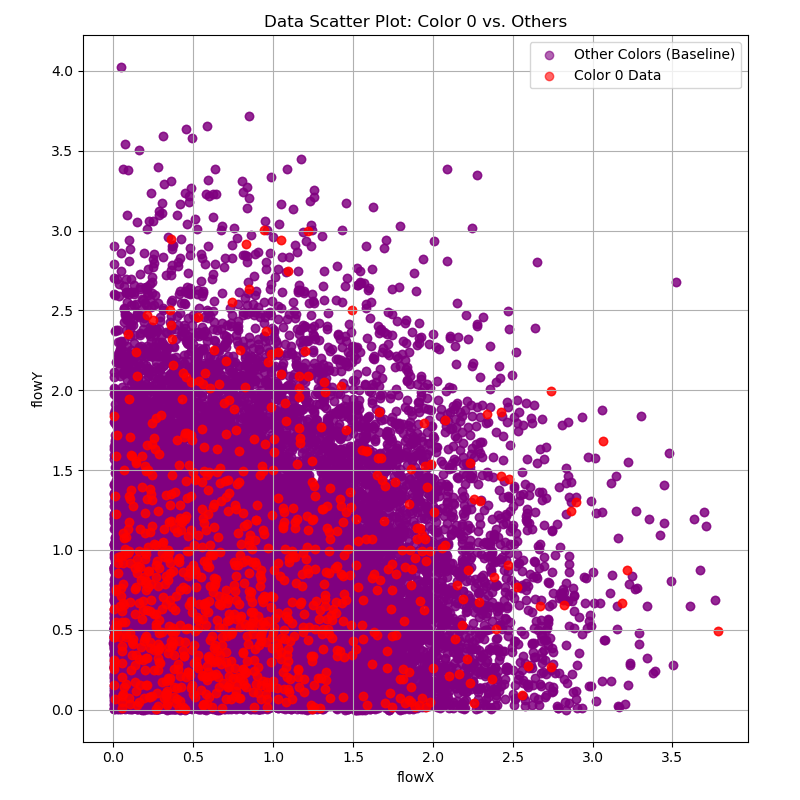 Data Scatter Plot: Color 0 vs. Others
Other Colors (Baseline)
Color 0 Data
flowY
4.0
3.5
3.0
2.5
2.0
1.5
1.0
0.5
0.0
0.0 0.5 1.0 1.5 2.0 2.5 3.0 3.5
flowX